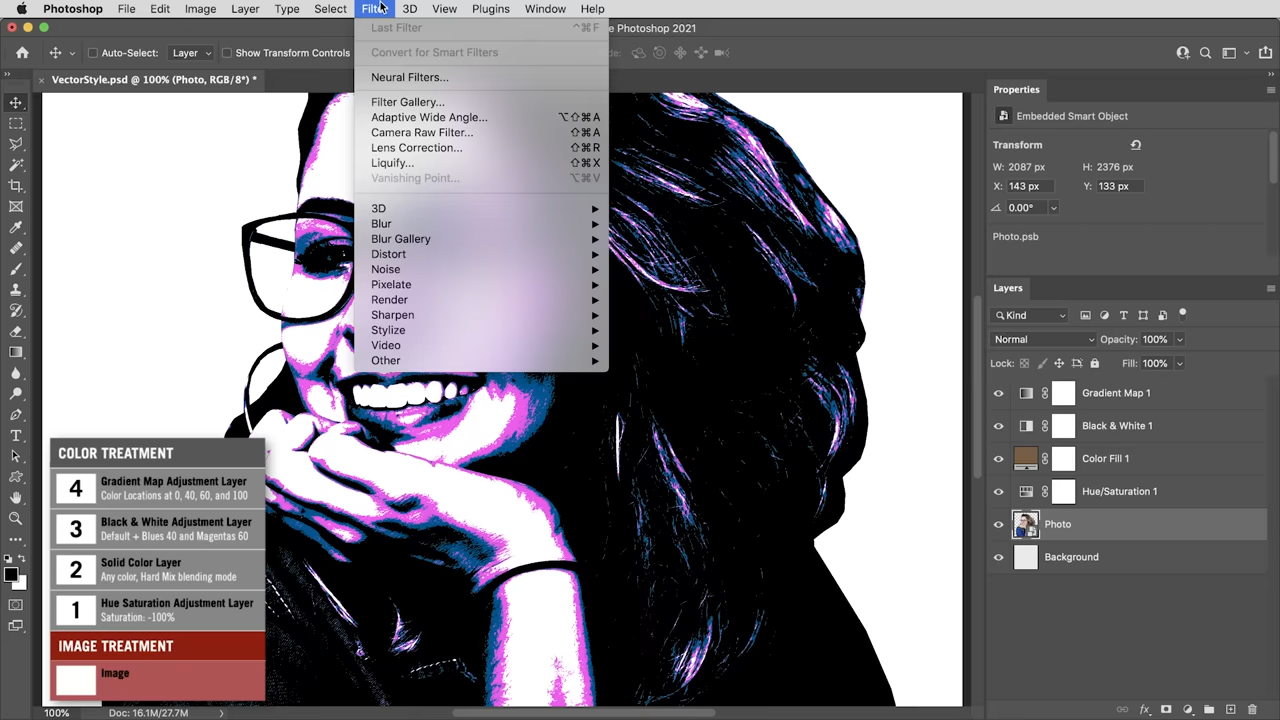 Photoshop File Edit Image Layer Type Select Filter 3D View Plugins Window Help
e Photoshop 2021
Auto-Select: Layer Show Transform Controls
VectorStyle.psd @ 100% (Photo, RGB/8*) *
Last Filter ^⌘F
Convert for Smart Filters
Neural Filters...
Filter Gallery...
Adaptive Wide Angle... ⌥⇧⌘A
Camera Raw Filter... ⇧⌘A
Lens Correction... ⇧⌘R
Liquify... ⇧⌘X
Vanishing Point... ⌥⌘V
3D
Blur
Blur Gallery
Distort
Noise
Pixelate
Render
Sharpen
Stylize
Video
Other
COLOR TREATMENT
4 Gradient Map Adjustment Layer
Color Locations at 0, 40, 60, and 100
3 Black & White Adjustment Layer
Default + Blues 40 and Magentas 60
2 Solid Color Layer
Any color, Hard Mix blending mode
1 Hue Saturation Adjustment Layer
Saturation: -100%
IMAGE TREATMENT
Image
100% Doc: 16.1M/27.7M
Properties
Embedded Smart Object
Transform
W: 2087 px H: 2376 px
X: 143 px Y: 133 px
0.00°
Photo.psb
Layers
Kind
Normal Opacity: 100%
Lock: Fill: 100%
Gradient Map 1
Black & White 1
Color Fill 1
Hue/Saturation 1
Photo
Background